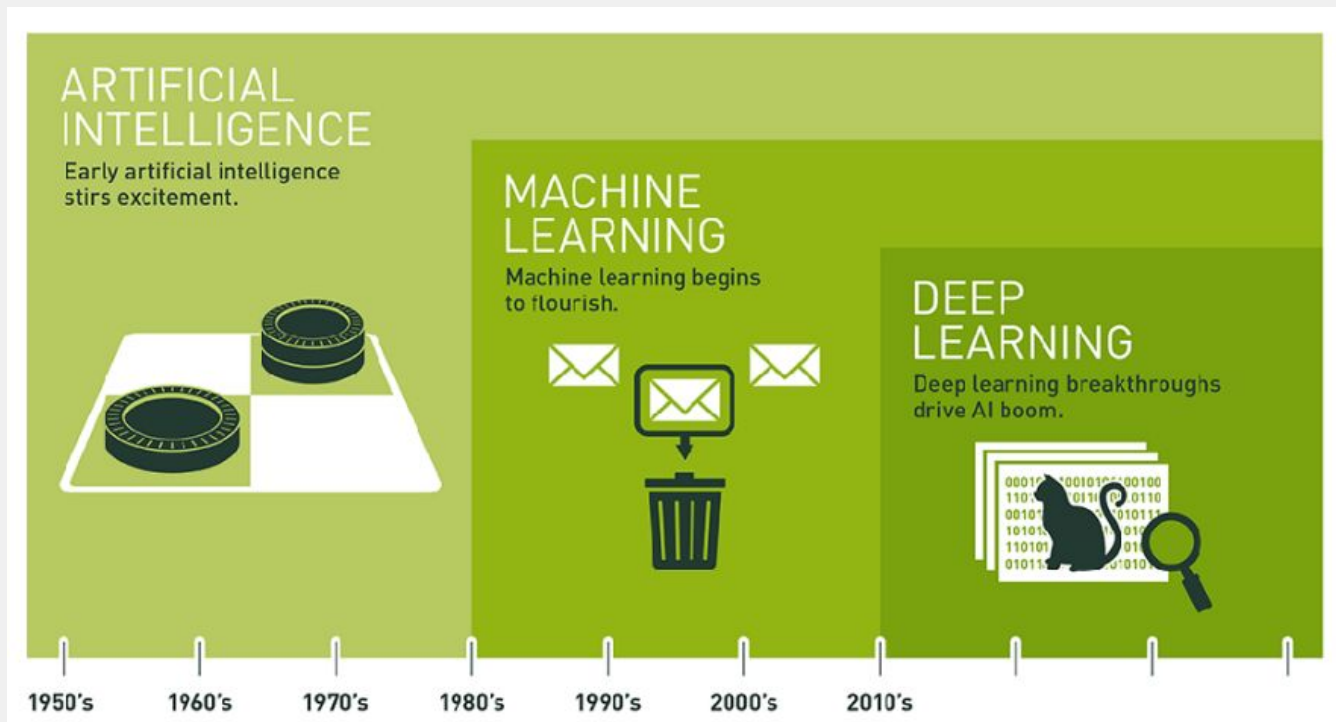 ARTIFICIAL
INTELLIGENCE
Early artificial intelligence
stirs excitement.
MACHINE
LEARNING
Machine learning begins
to flourish.
DEEP
LEARNING
Deep learning breakthroughs
drive AI boom.
1950's 1960's 1970's 1980's 1990's 2000's 2010's